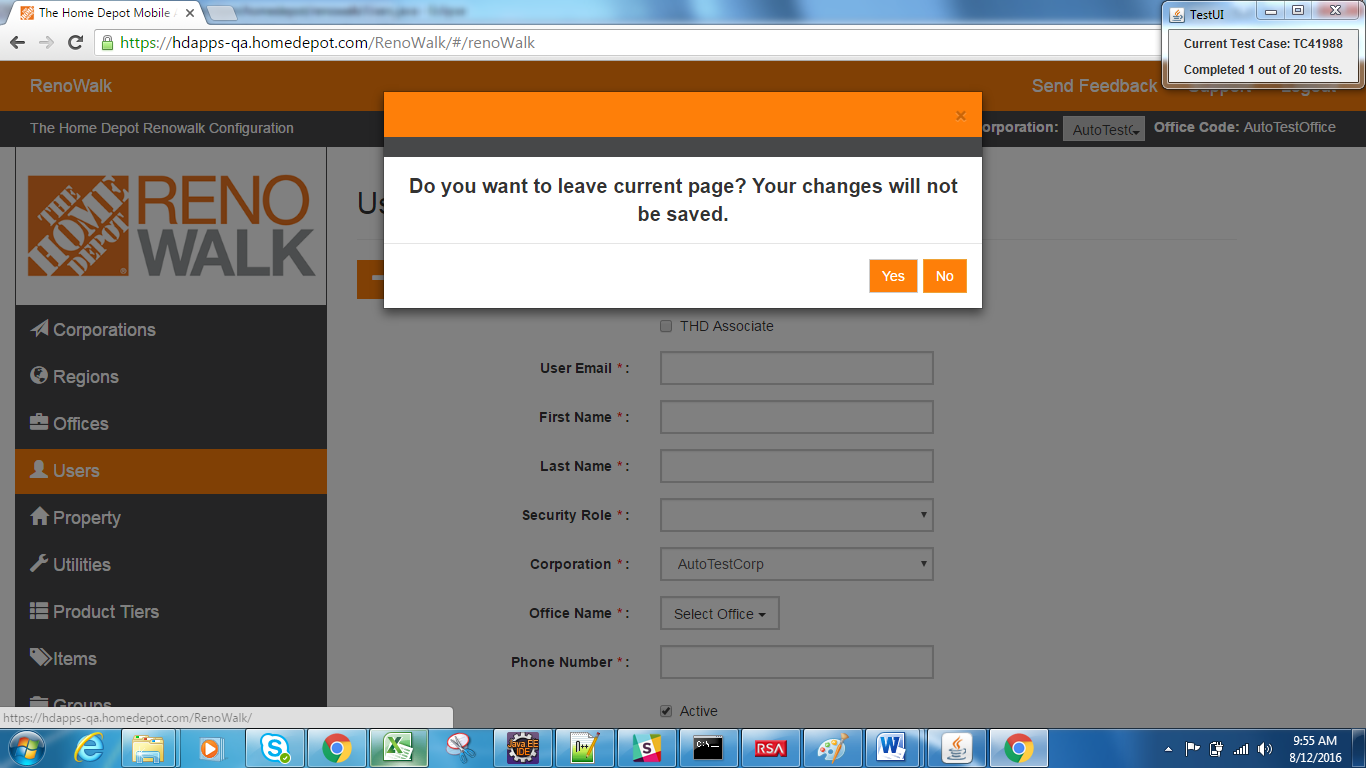 The Home Depot Mobile
TestUI
Current Test Case: TC41988
Completed 1 out of 20 tests.
https://hdapps-qa.homedepot.com/RenoWalk/#/renoWalk
RenoWalk
Send Feedback
Support
Logout
The Home Depot Renowalk Configuration
orporation:
AutoTestC
Office Code: AutoTestOffice
×
Do you want to leave current page? Your changes will not
be saved.
Yes
No
THE
HOME
DEPOT
RENO
WALK
Us
Corporations
Regions
Offices
Users
Property
Utilities
Product Tiers
Items
Groups
THD Associate
User Email * :
First Name * :
Last Name * :
Security Role * :
Corporation * :
AutoTestCorp
Office Name * :
Select Office
Phone Number * :
Active
https://hdapps-qa.homedepot.com/RenoWalk/
Java EE
IDE
C:\
RSA
9:55 AM
8/12/2016